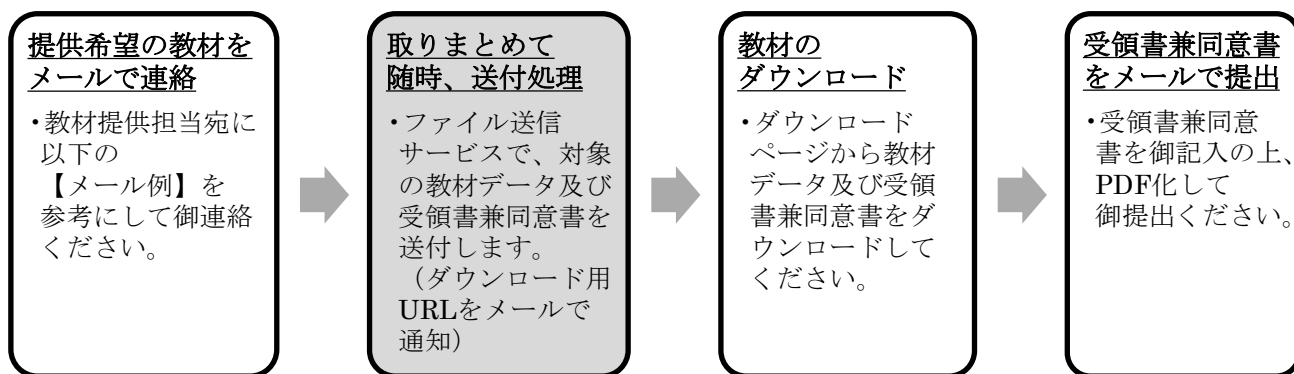 提供希望の教材を
メールで連絡
・教材提供担当宛に
以下の
【メール例】を
参考にして御連絡
ください。
取りまとめて
随時、送付処理
・ファイル送信
サービスで、対象
の教材データ及び
受領書兼同意書を
送付します。
（ダウンロード用
URLをメールで
通知）
教材の
ダウンロード
・ダウンロード
ページから教材
データ及び受領
書兼同意書をダ
ウンロードして
ください。
受領書兼同意書
をメールで提出
・受領書兼同意
書を御記入の上、
PDF化して
御提出ください。